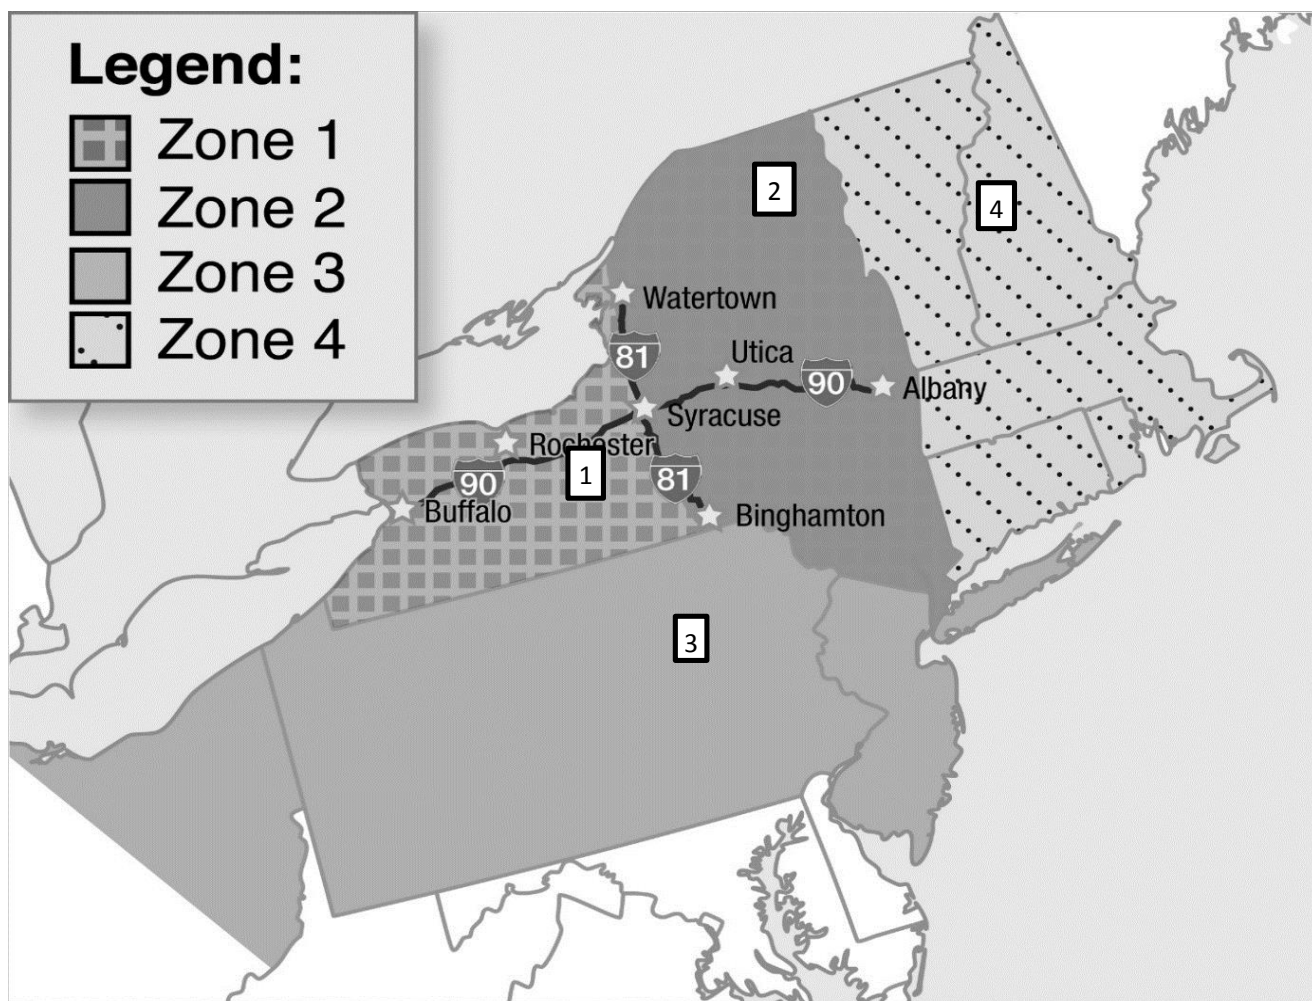 Legend:
Zone 1
Zone 2
Zone 3
Zone 4
2
4
Watertown
81
Utica
90
Albany
Syracuse
Rochester
1
90
81
Buffalo
Binghamton
3